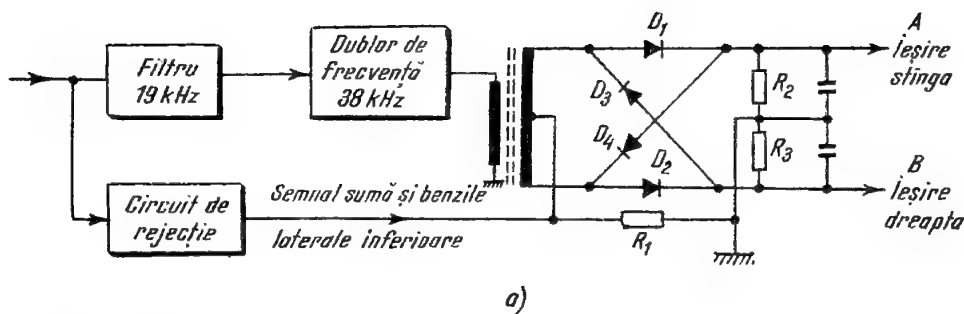 Filtru
19 kHz
Dublor de
frecvență
38 kHz
D1
D3
D4
D2
R2
R3
A
Ieșire
stînga
B
Ieșire
dreapta
Circuit de
rejecție
Semnal sumă și benzile
laterale inferioare
R1
a)